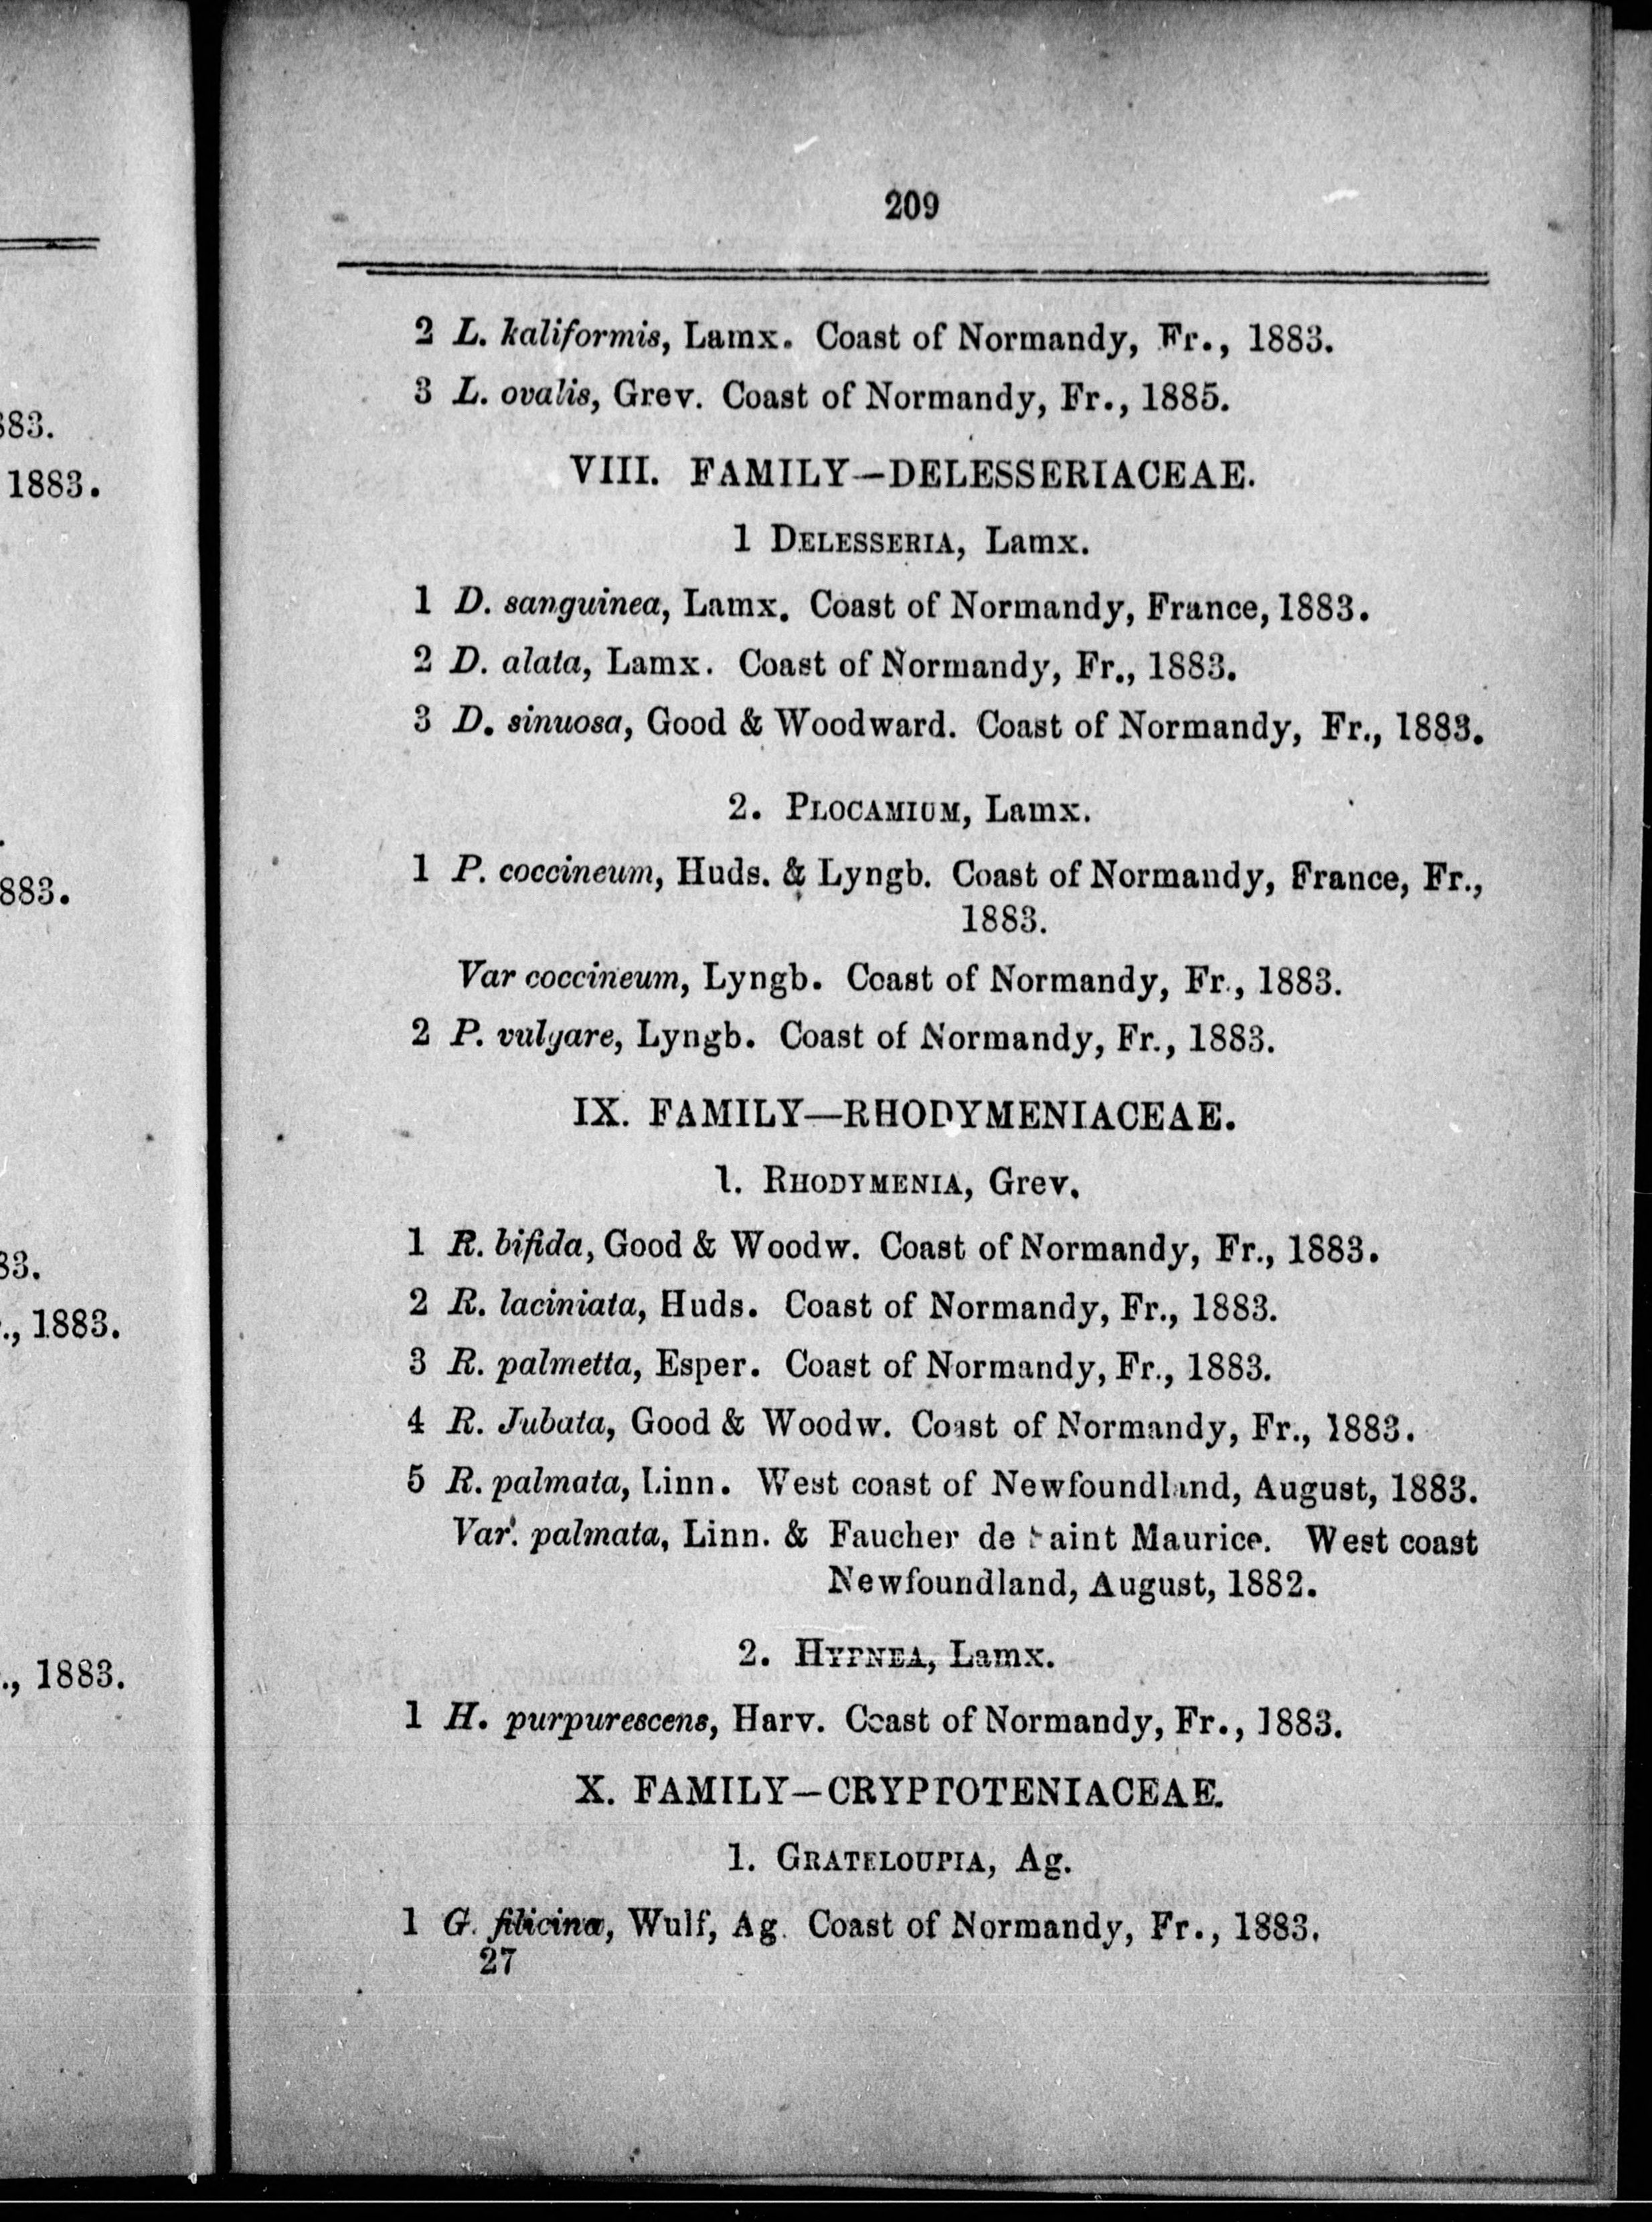 209
2 L. kaliformis, Lamx. Coast of Normandy, Fr., 1883.
3 L. ovalis, Grev. Coast of Normandy, Fr., 1885.
VIII. FAMILY—DELESSERIACEAE.
1 DELESSERIA, Lamx.
1 D. sanguinea, Lamx. Coast of Normandy, France, 1883.
2 D. alata, Lamx. Coast of Normandy, Fr., 1883.
3 D. sinuosa, Good & Woodward. Coast of Normandy, Fr., 1883.
2. PLOCAMIUM, Lamx.
1 P. coccineum, Huds. & Lyngb. Coast of Normandy, France, Fr.,
1883.
Var coccineum, Lyngb. Coast of Normandy, Fr., 1883.
2 P. vulgare, Lyngb. Coast of Normandy, Fr., 1883.
IX. FAMILY—RHODYMENIACEAE.
1. RHODYMENIA, Grev.
1 R. bifida, Good & Woodw. Coast of Normandy, Fr., 1883.
2 R. laciniata, Huds. Coast of Normandy, Fr., 1883.
3 R. palmetta, Esper. Coast of Normandy, Fr., 1883.
4 R. Jubata, Good & Woodw. Coast of Normandy, Fr., 1883.
5 R. palmata, Linn. West coast of Newfoundland, August, 1883.
Var. palmata, Linn. & Faucher de Saint Maurice. West coast
Newfoundland, August, 1882.
2. HYPNEA, Lamx.
1 H. purpurescens, Harv. Coast of Normandy, Fr., 1883.
X. FAMILY—CRYPTOTENIACEAE.
1. GRATELOUPIA, Ag.
1 G. filicina, Wulf, Ag. Coast of Normandy, Fr., 1883.
27
883.
1883.
883.
83.
., 1883.
., 1883.